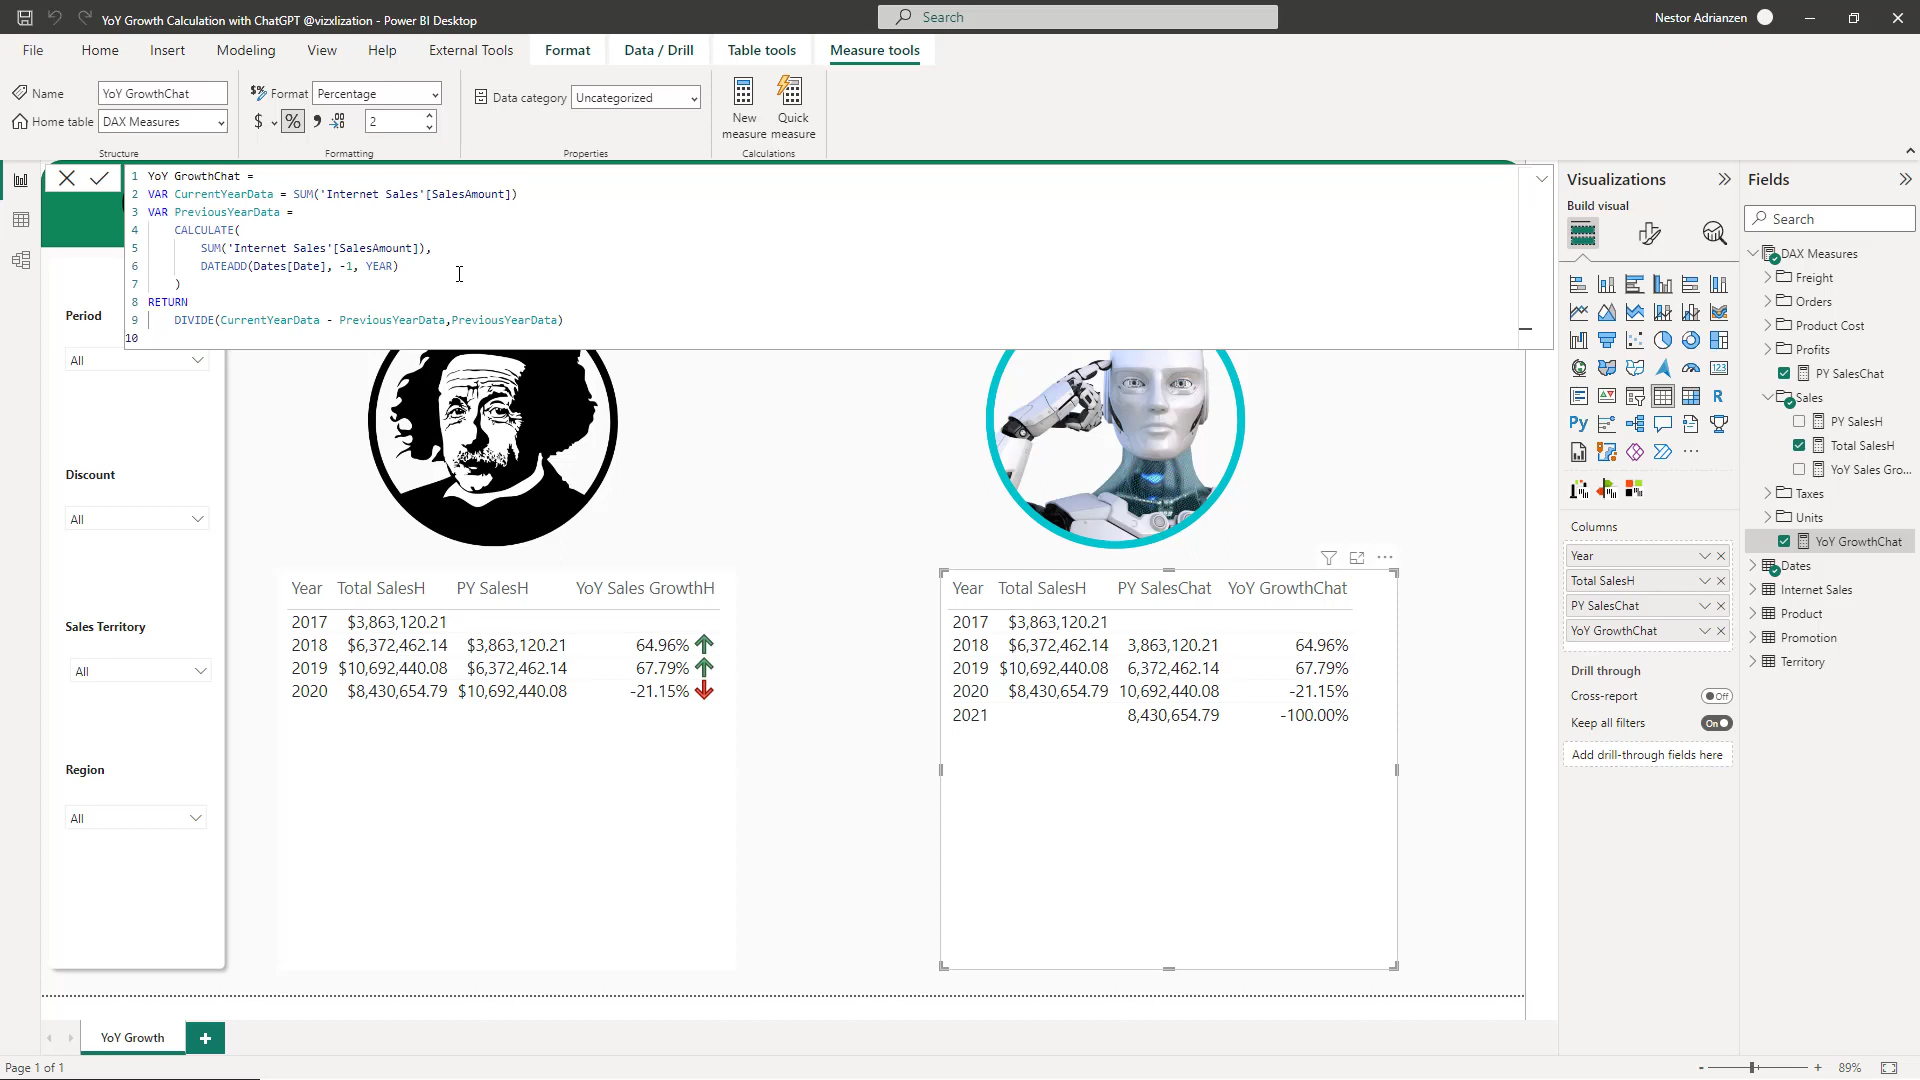 YoY Growth Calculation with ChatGPT @vizxlization - Power BI Desktop
Search
Nestor Adrianzen
File Home Insert Modeling View Help External Tools Format Data / Drill Table tools Measure tools
Name YoY GrowthChat
Home table DAX Measures
Structure
$% Format Percentage
$ % 2
Formatting
Data category Uncategorized
Properties
New measure
Quick measure
Calculations
1 YoY GrowthChat =
2 VAR CurrentYearData = SUM('Internet Sales'[SalesAmount])
3 VAR PreviousYearData =
4 CALCULATE(
5 SUM('Internet Sales'[SalesAmount]),
6 DATEADD(Dates[Date], -1, YEAR)
7 )
8 RETURN
9 DIVIDE(CurrentYearData - PreviousYearData,PreviousYearData)
10
Period
All
Discount
All
Sales Territory
All
Region
All
Year Total SalesH PY SalesH YoY Sales GrowthH
2017 $3,863,120.21
2018 $6,372,462.14 $3,863,120.21 64.96%
2019 $10,692,440.08 $6,372,462.14 67.79%
2020 $8,430,654.79 $10,692,440.08 -21.15%
Year Total SalesH PY SalesChat YoY GrowthChat
2017 $3,863,120.21
2018 $6,372,462.14 3,863,120.21 64.96%
2019 $10,692,440.08 6,372,462.14 67.79%
2020 $8,430,654.79 10,692,440.08 -21.15%
2021 8,430,654.79 -100.00%
Visualizations
Build visual
123
R
Py
Columns
Year
Total SalesH
PY SalesChat
YoY GrowthChat
Drill through
Cross-report Off
Keep all filters On
Add drill-through fields here
Fields
Search
DAX Measures
Freight
Orders
Product Cost
Profits
PY SalesChat
Sales
PY SalesH
Total SalesH
YoY Sales Gro...
Taxes
Units
YoY GrowthChat
Dates
Internet Sales
Product
Promotion
Territory
YoY Growth
Page 1 of 1
- + 89%